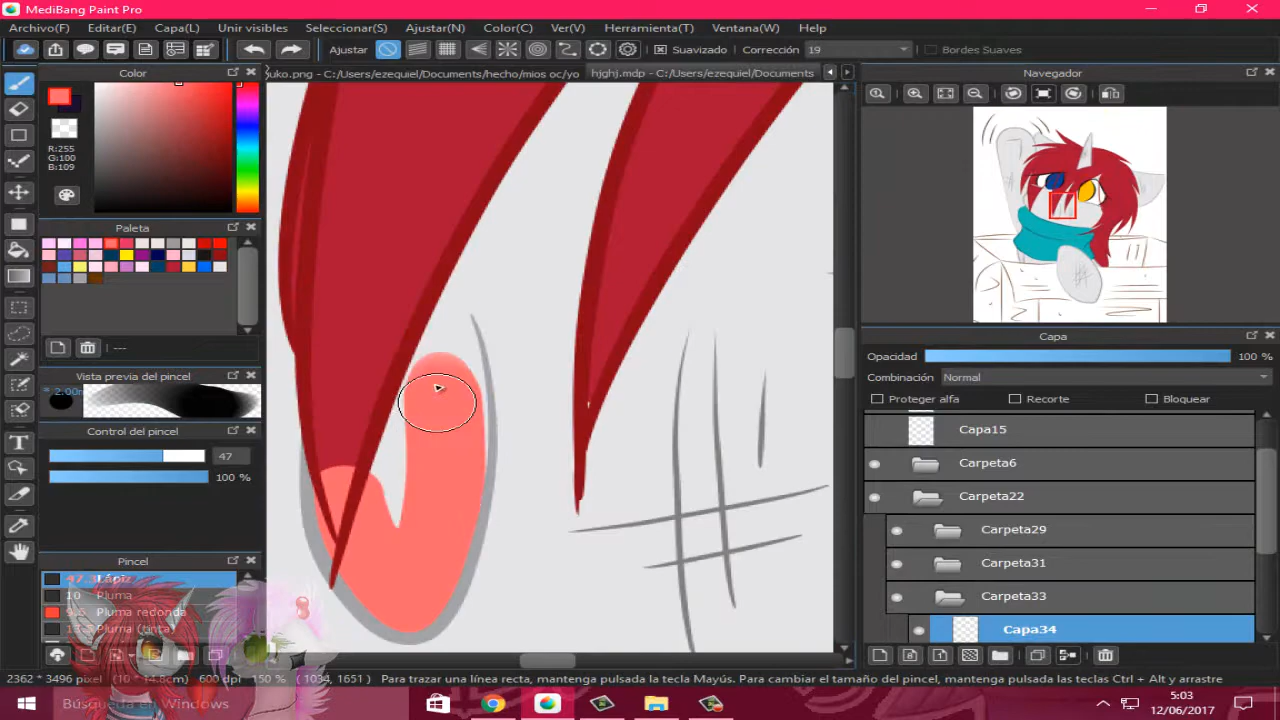 MediBang Paint Pro
Archivo(F) Editar(E) Capa(L) Unir visibles Seleccionar(S) Ajustar(N) Color(C) Ver(V) Herramienta(T) Ventana(W) Help
Ajustar Suavizado Corrección 19 Bordes Suaves
Color
uko.png - C:/Users/ezequiel/Documents/hecho/mios oc/yo
hjghj.mdp - C:/Users/ezequiel/Documents
Navegador
R:255
G:100
B:109
Paleta
---
Vista previa del pincel
* 2.00m
Control del pincel
47
100 %
Pincel
47.3 Lápiz
10 Pluma
Pluma redonda
Pluma (tinta)
Capa
Opacidad 100 %
Combinación Normal
Proteger alfa Recorte Bloquear
Capa15
Carpeta6
Carpeta22
Carpeta29
Carpeta31
Carpeta33
Capa34
2362 * 3496 pixel (10 * 14.8cm) 600 dpi 150 % (1034, 1651) Para trazar una línea recta, mantenga pulsada la tecla Mayús. Para cambiar el tamaño del pincel, mantenga pulsadas las teclas Ctrl + Alt y arrastre
Búsqueda en Windows
5:03
12/06/2017